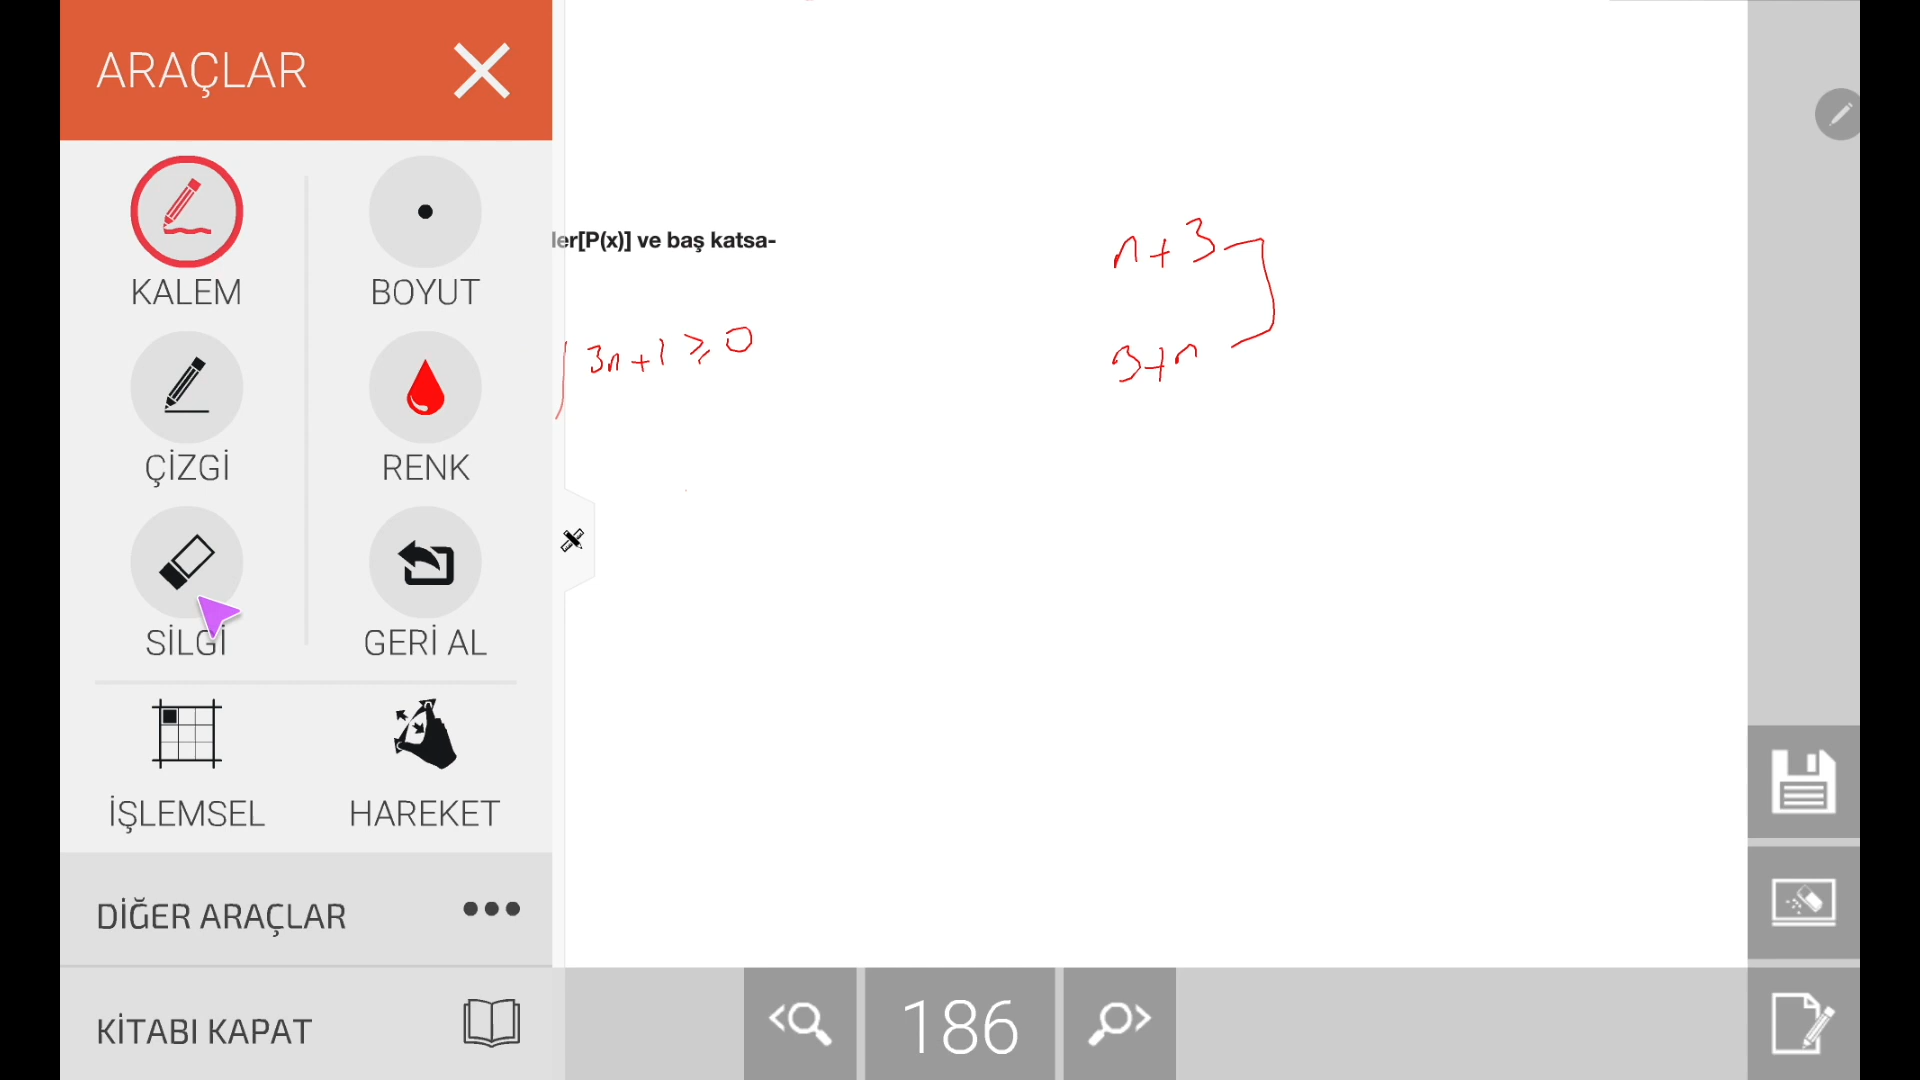 ARAÇLAR
KALEM
BOYUT
ÇİZGİ
RENK
SİLGİ
GERİ AL
İŞLEMSEL
HAREKET
DİĞER ARAÇLAR
KİTABI KAPAT
ler[P(x)] ve baş katsa-
3n+1 ≥ 0
n+3
3+n
186